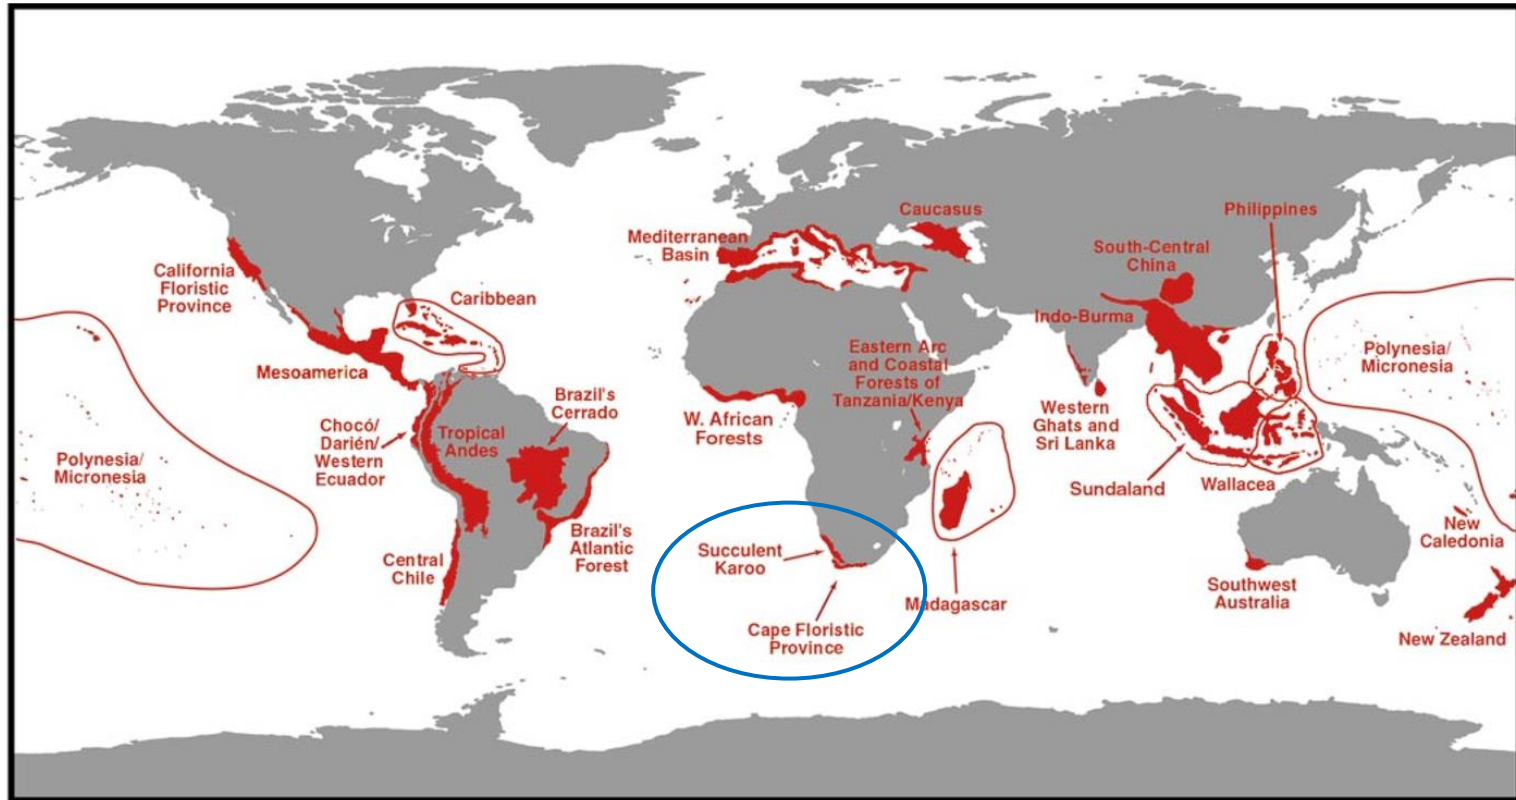 California
Floristic
Province
Caribbean
Mesoamerica
Polynesia/
Micronesia
Chocó/
Darién/
Western
Ecuador
Tropical
Andes
Brazil's
Cerrado
Brazil's
Atlantic
Forest
Central
Chile
Mediterranean
Basin
Caucasus
W. African
Forests
Eastern Arc
and Coastal
Forests of
Tanzania/Kenya
Succulent
Karoo
Cape Floristic
Province
Madagascar
South-Central
China
Philippines
Indo-Burma
Western
Ghats and
Sri Lanka
Sundaland
Wallacea
Polynesia/
Micronesia
New
Caledonia
Southwest
Australia
New Zealand